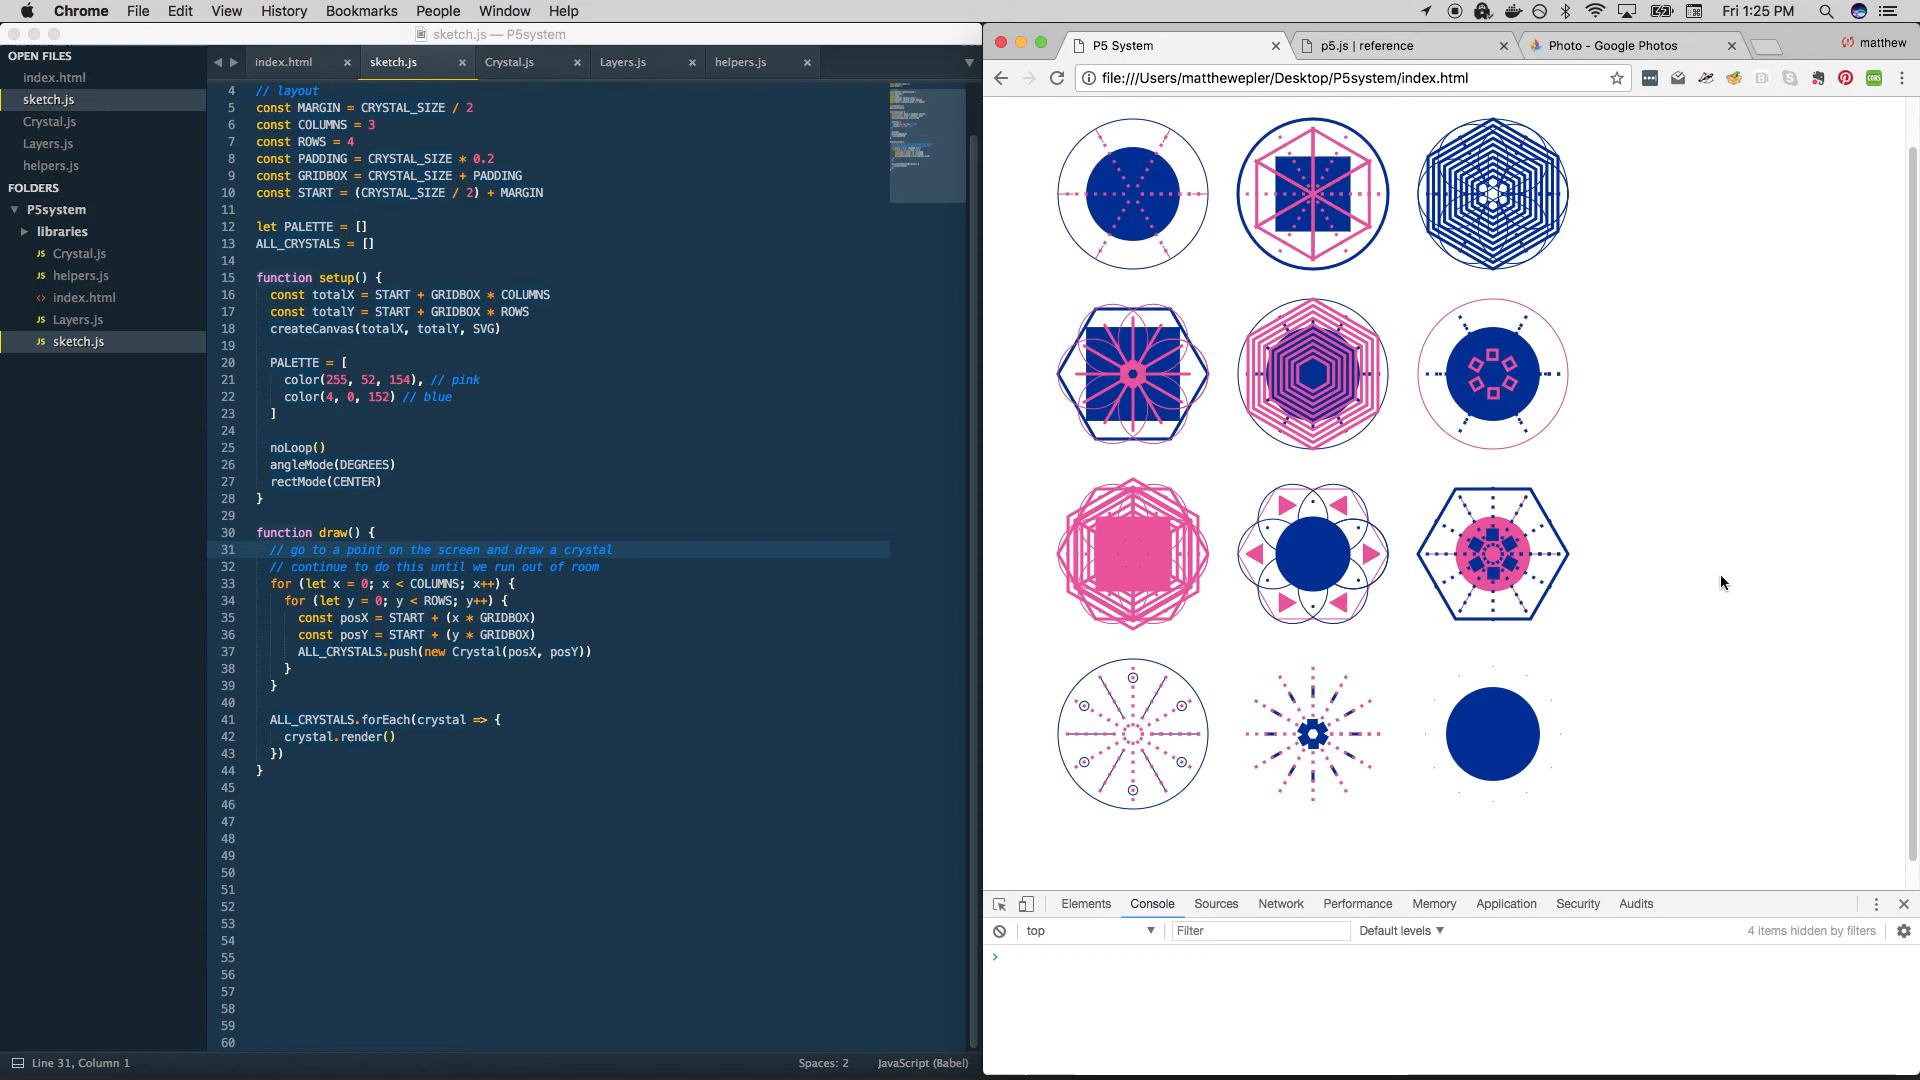 Chrome File Edit View History Bookmarks People Window Help Fri 1:25 PM
sketch.js — P5system
OPEN FILES
index.html
sketch.js
Crystal.js
Layers.js
helpers.js
FOLDERS
P5system
libraries
JS Crystal.js
JS helpers.js
<> index.html
JS Layers.js
JS sketch.js
index.html × sketch.js × Crystal.js × Layers.js × helpers.js ×
4 // layout
5 const MARGIN = CRYSTAL_SIZE / 2
6 const COLUMNS = 3
7 const ROWS = 4
8 const PADDING = CRYSTAL_SIZE * 0.2
9 const GRIDBOX = CRYSTAL_SIZE + PADDING
10 const START = (CRYSTAL_SIZE / 2) + MARGIN
11
12 let PALETTE = []
13 ALL_CRYSTALS = []
14
15 function setup() {
16 const totalX = START + GRIDBOX * COLUMNS
17 const totalY = START + GRIDBOX * ROWS
18 createCanvas(totalX, totalY, SVG)
19
20 PALETTE = [
21 color(255, 52, 154), // pink
22 color(4, 0, 152) // blue
23 ]
24
25 noLoop()
26 angleMode(DEGREES)
27 rectMode(CENTER)
28 }
29
30 function draw() {
31 // go to a point on the screen and draw a crystal
32 // continue to do this until we run out of room
33 for (let x = 0; x < COLUMNS; x++) {
34 for (let y = 0; y < ROWS; y++) {
35 const posX = START + (x * GRIDBOX)
36 const posY = START + (y * GRIDBOX)
37 ALL_CRYSTALS.push(new Crystal(posX, posY))
38 }
39 }
40
41 ALL_CRYSTALS.forEach(crystal => {
42 crystal.render()
43 })
44 }
45
46
47
48
49
50
51
52
53
54
55
56
57
58
59
60
Line 31, Column 1 Spaces: 2 JavaScript (Babel)
P5 System × p5.js | reference × Photo - Google Photos × matthew
file:///Users/matthewepler/Desktop/P5system/index.html
Elements Console Sources Network Performance Memory Application Security Audits
top Filter Default levels 4 items hidden by filters